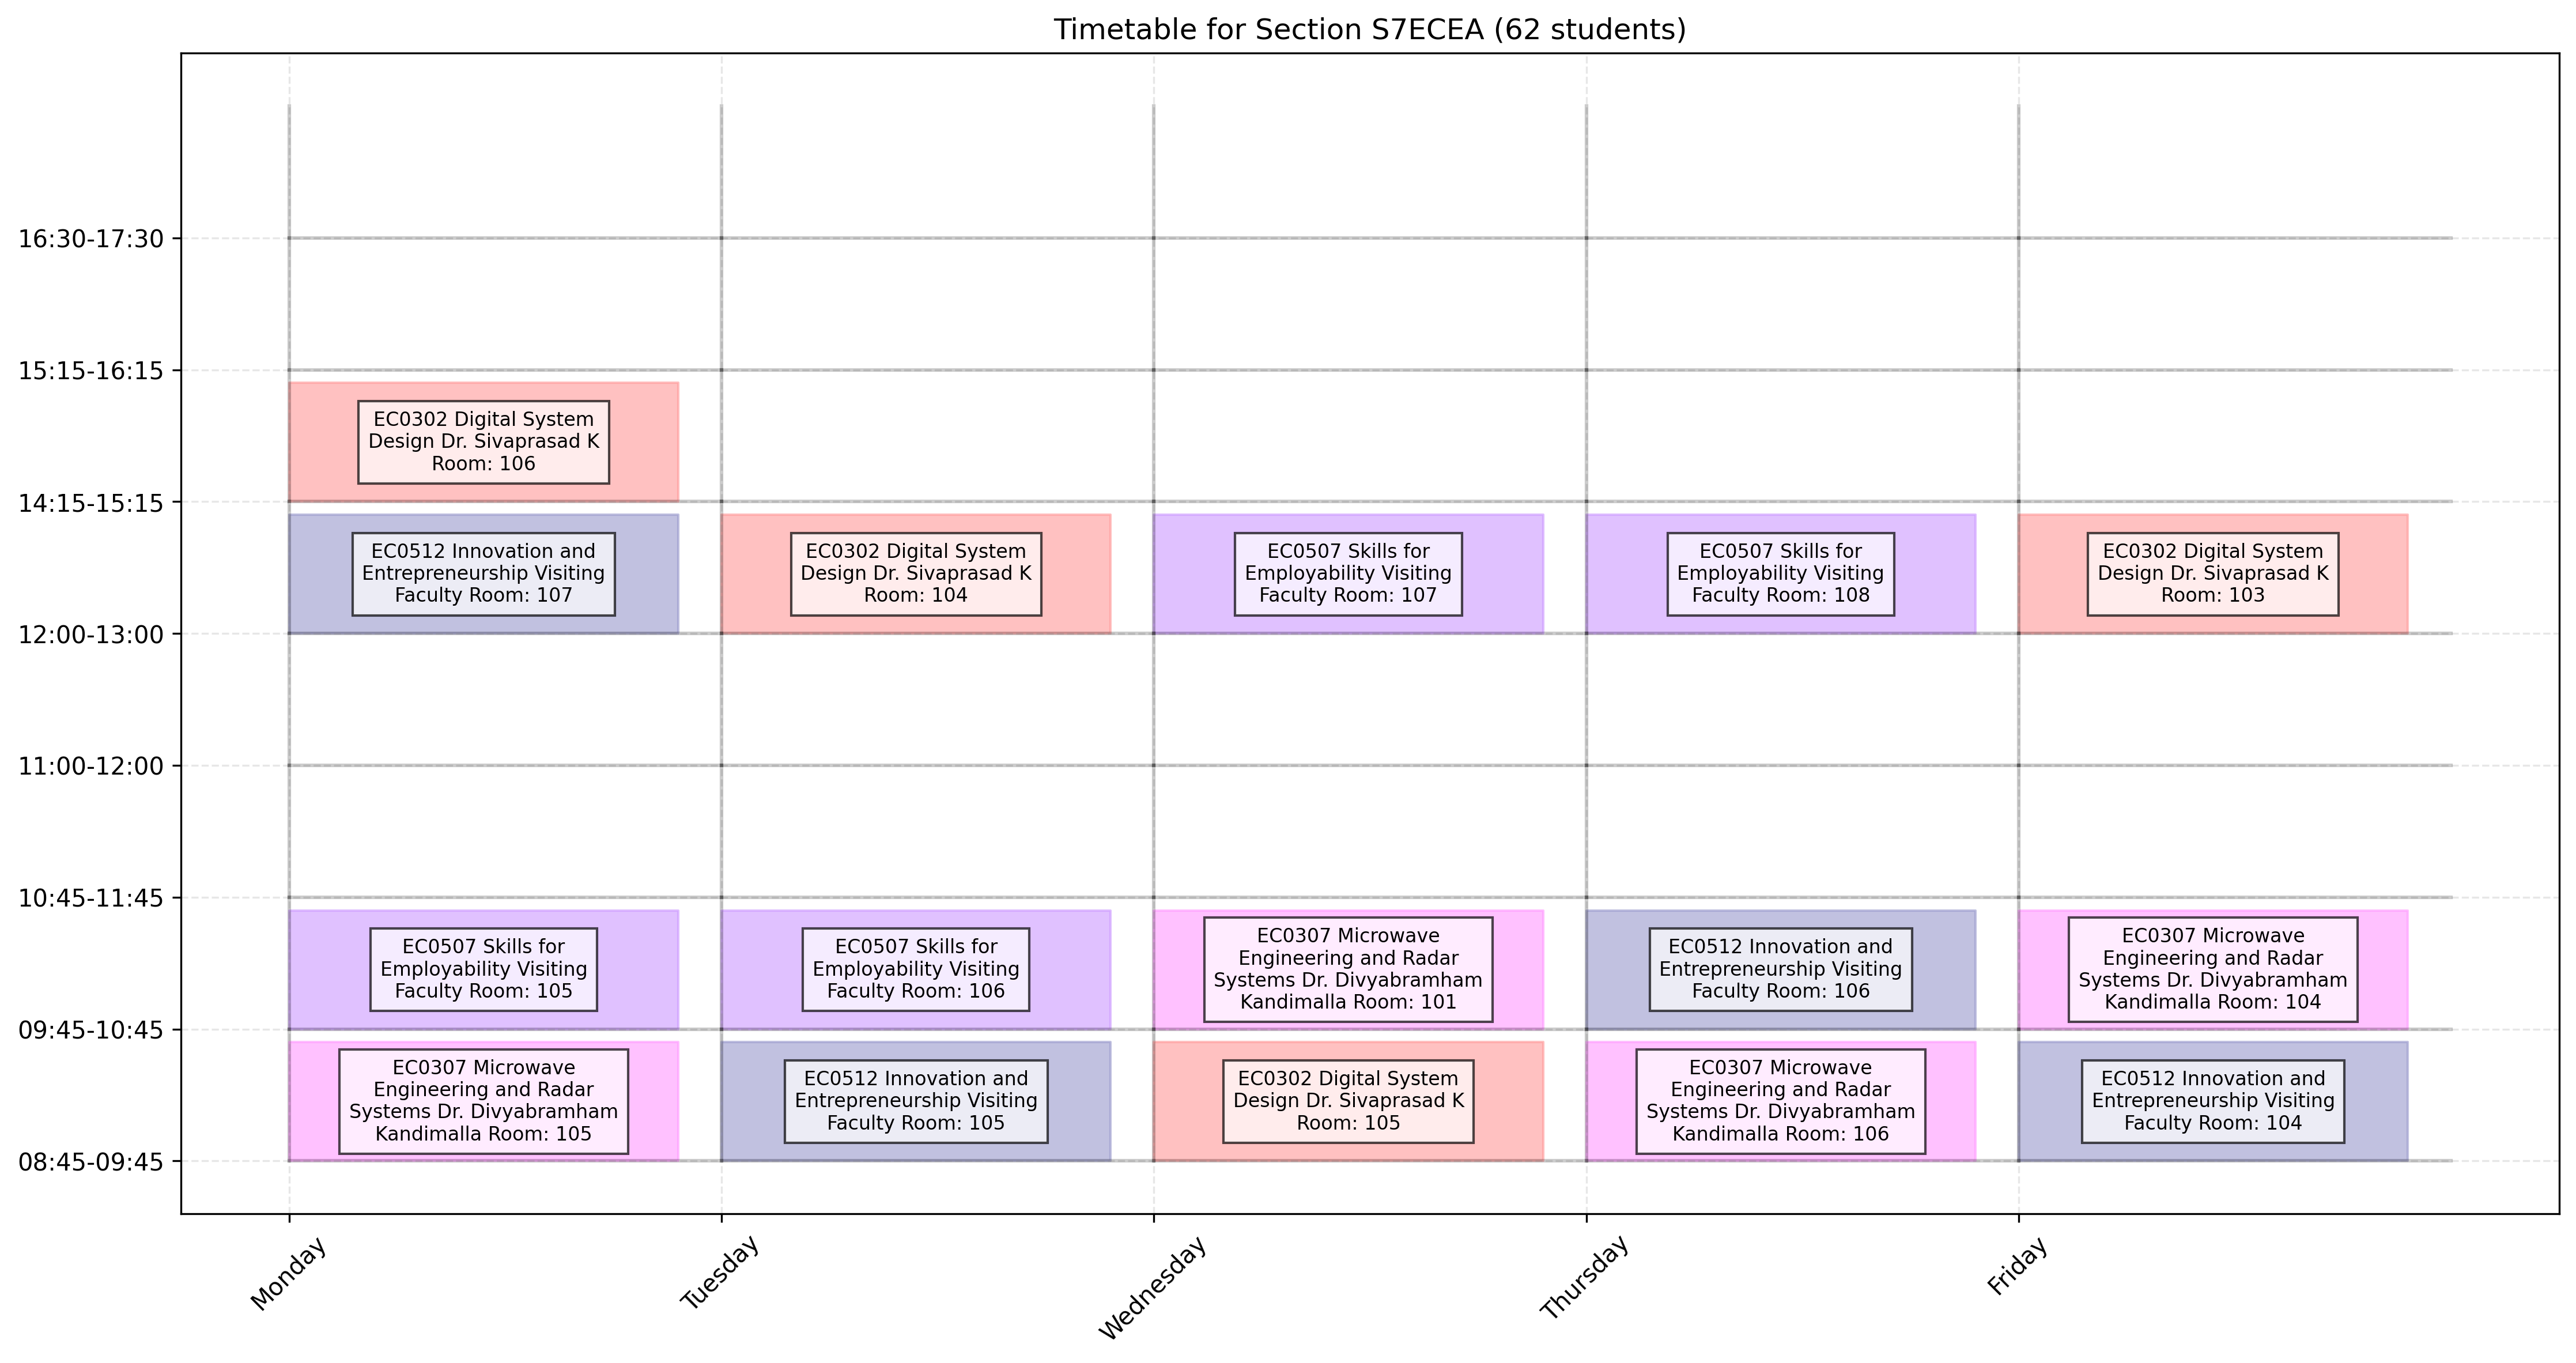 Timetable for Section S7ECEA (62 students)
16:30-17:30
15:15-16:15
EC0302 Digital System
Design Dr. Sivaprasad K
Room: 106
14:15-15:15
EC0512 Innovation and
Entrepreneurship Visiting
Faculty Room: 107
EC0302 Digital System
Design Dr. Sivaprasad K
Room: 104
EC0507 Skills for
Employability Visiting
Faculty Room: 107
EC0507 Skills for
Employability Visiting
Faculty Room: 108
EC0302 Digital System
Design Dr. Sivaprasad K
Room: 103
12:00-13:00
11:00-12:00
10:45-11:45
EC0507 Skills for
Employability Visiting
Faculty Room: 105
EC0507 Skills for
Employability Visiting
Faculty Room: 106
EC0307 Microwave
Engineering and Radar
Systems Dr. Divyabramham
Kandimalla Room: 101
EC0512 Innovation and
Entrepreneurship Visiting
Faculty Room: 106
EC0307 Microwave
Engineering and Radar
Systems Dr. Divyabramham
Kandimalla Room: 104
09:45-10:45
EC0307 Microwave
Engineering and Radar
Systems Dr. Divyabramham
Kandimalla Room: 105
EC0512 Innovation and
Entrepreneurship Visiting
Faculty Room: 105
EC0302 Digital System
Design Dr. Sivaprasad K
Room: 105
EC0307 Microwave
Engineering and Radar
Systems Dr. Divyabramham
Kandimalla Room: 106
EC0512 Innovation and
Entrepreneurship Visiting
Faculty Room: 104
08:45-09:45
Monday
Tuesday
Wednesday
Thursday
Friday